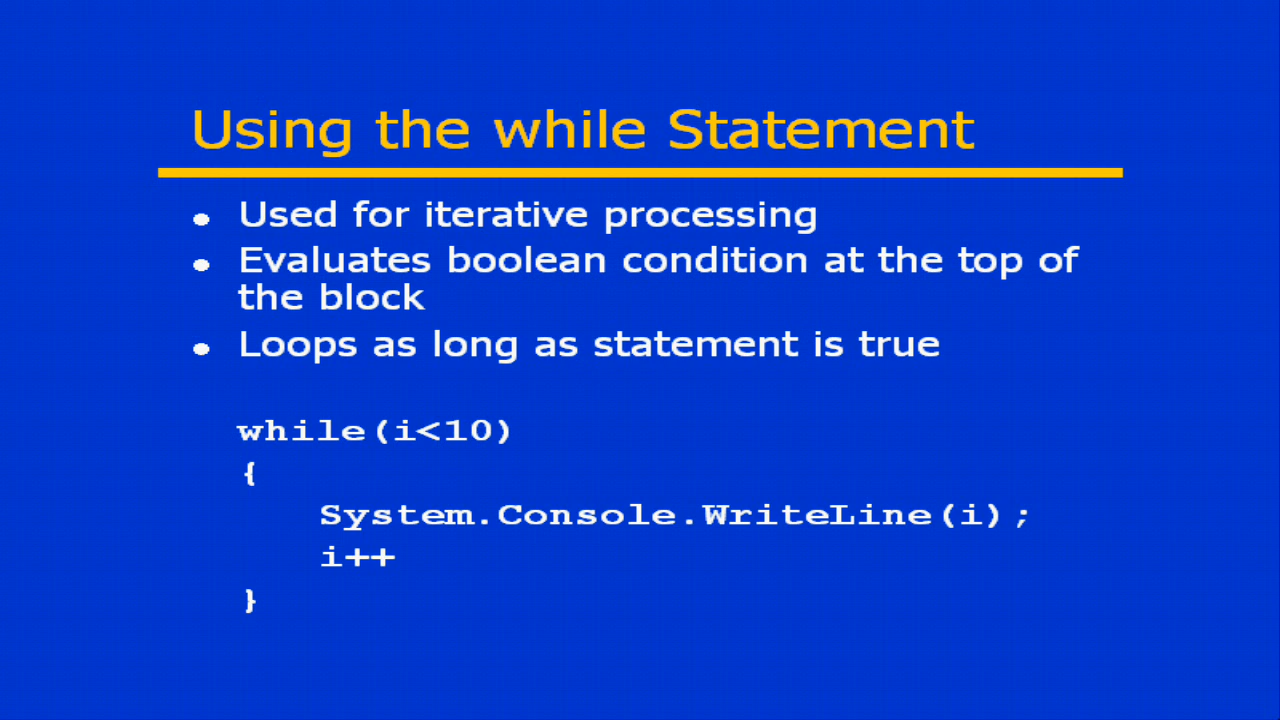 Using the while Statement
● Used for iterative processing
● Evaluates boolean condition at the top of
the block
● Loops as long as statement is true
while(i<10)
{
    System.Console.WriteLine(i);
    i++
}